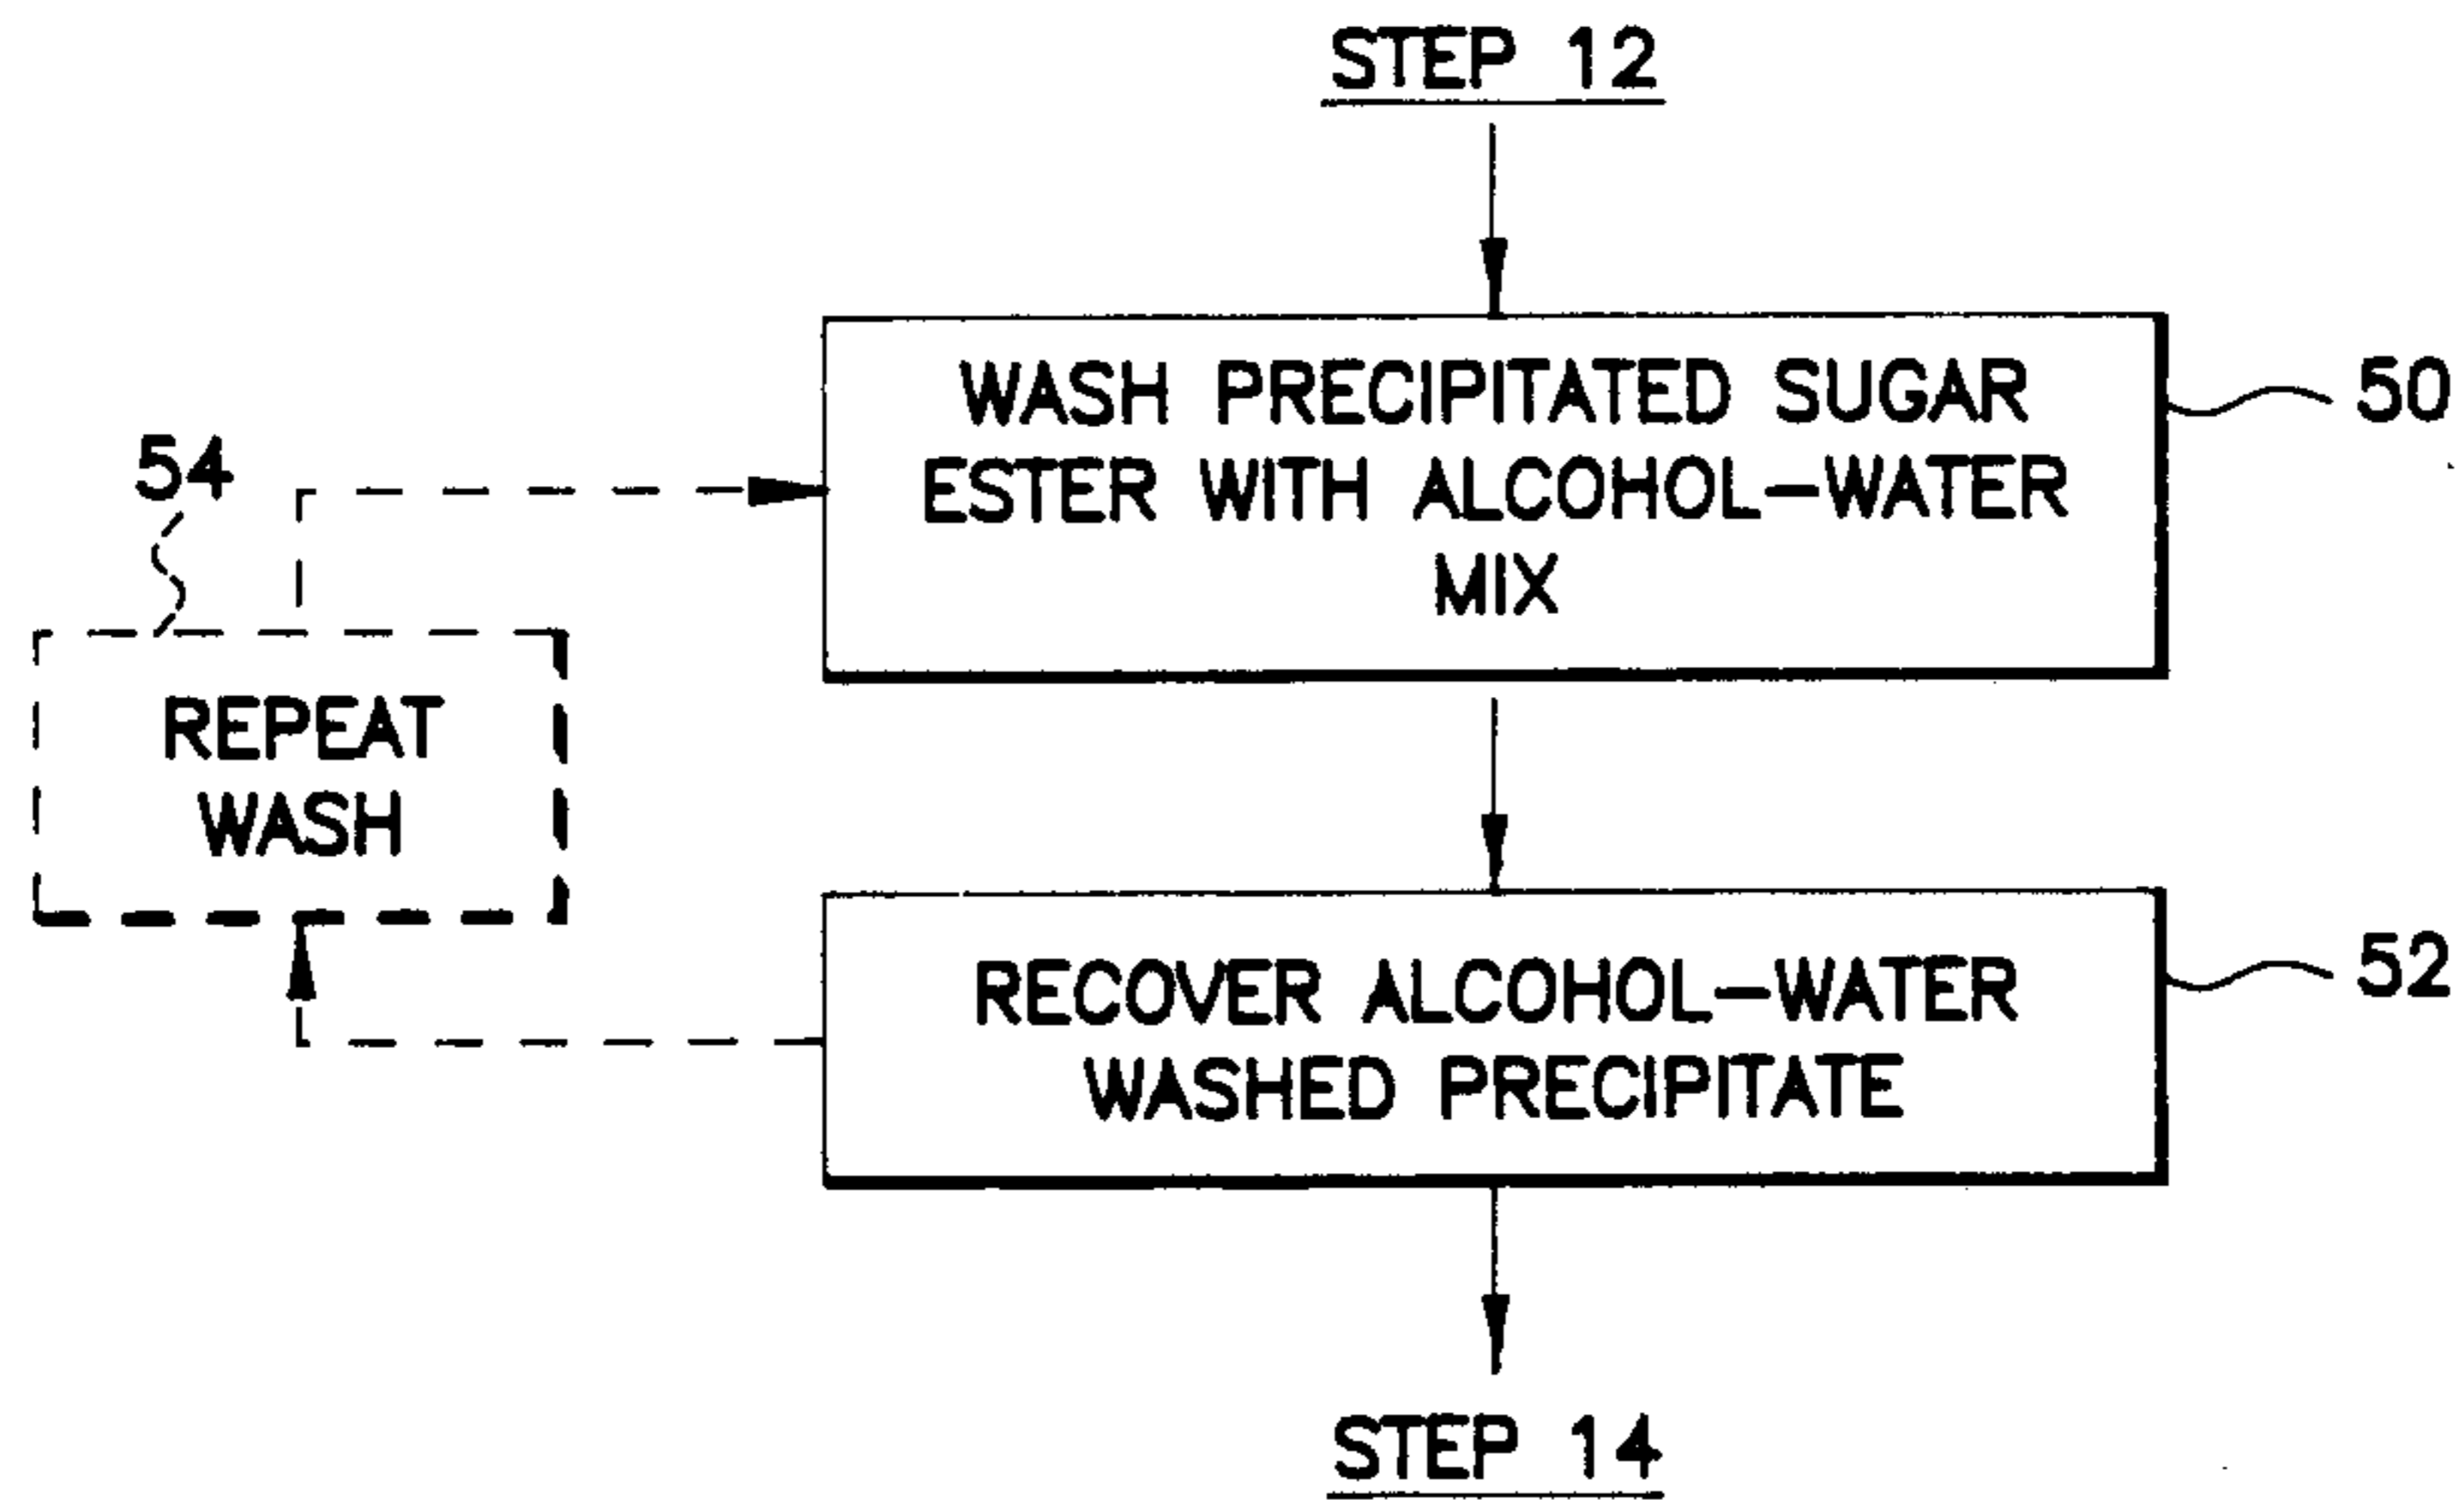 STEP 12
WASH PRECIPITATED SUGAR
ESTER WITH ALCOHOL-WATER
MIX
50
54
REPEAT
WASH
RECOVER ALCOHOL-WATER
WASHED PRECIPITATE
52
STEP 14